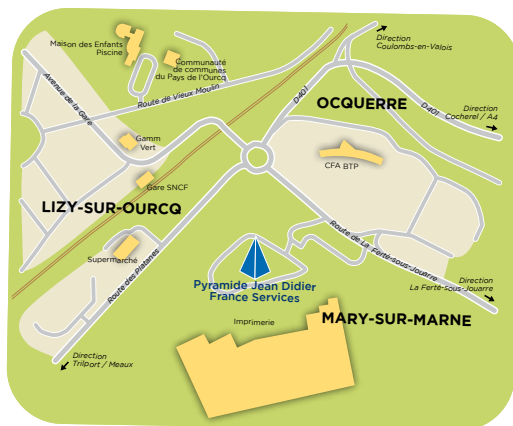 Direction
Coulombs-en-Valois
Maison des Enfants
Piscine
Communauté
de communes
du Pays de l'Ourcq
Avenue de la Gare
Route de Vieux Moulin
D401
OCQUERRE
D401
Direction
Cocherel / A4
Gamm
Vert
CFA BTP
Gare SNCF
LIZY-SUR-OURCQ
Route de La Ferté-sous-Jouarre
Supermarché
Route des Platanes
Pyramide Jean Didier
France Services
Direction
La Ferté-sous-Jouarre
Imprimerie
MARY-SUR-MARNE
Direction
Trilport / Meaux